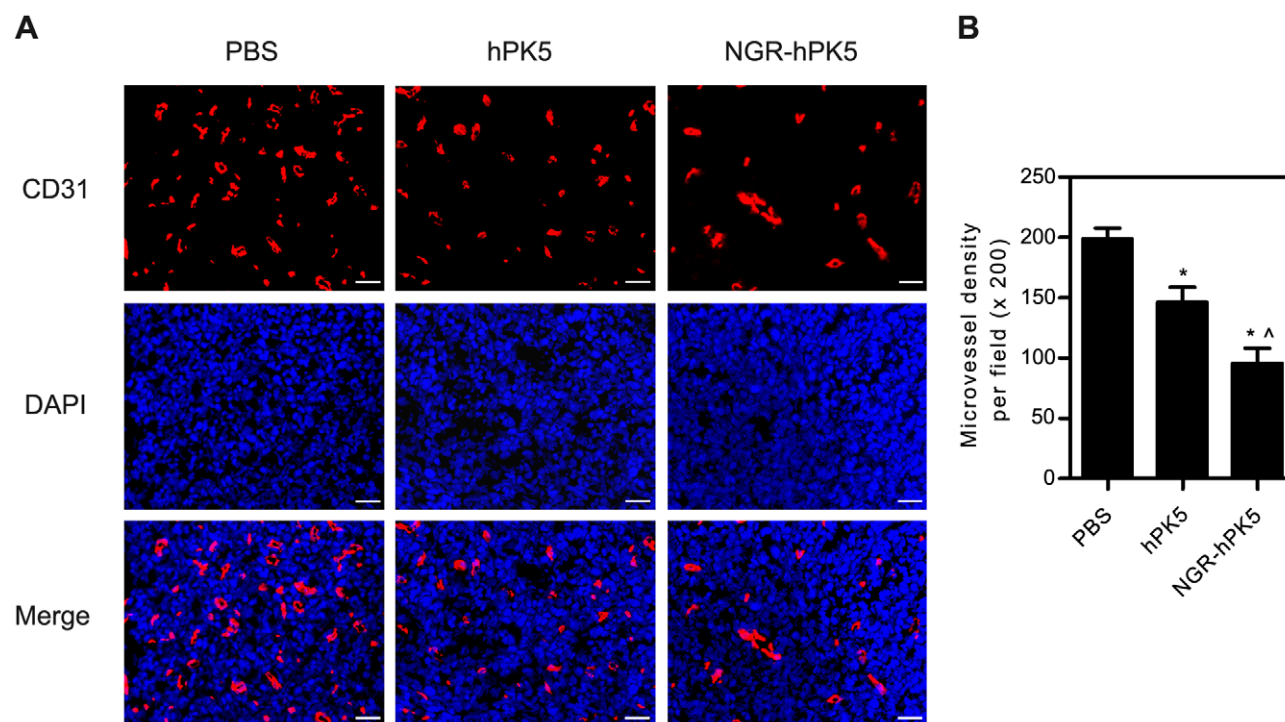 A
B
PBS
hPK5
NGR-hPK5
CD31
DAPI
Merge
Microvessel density
per field (x 200)
250
200
150
100
50
0
*
* ^
PBS
hPK5
NGR-hPK5